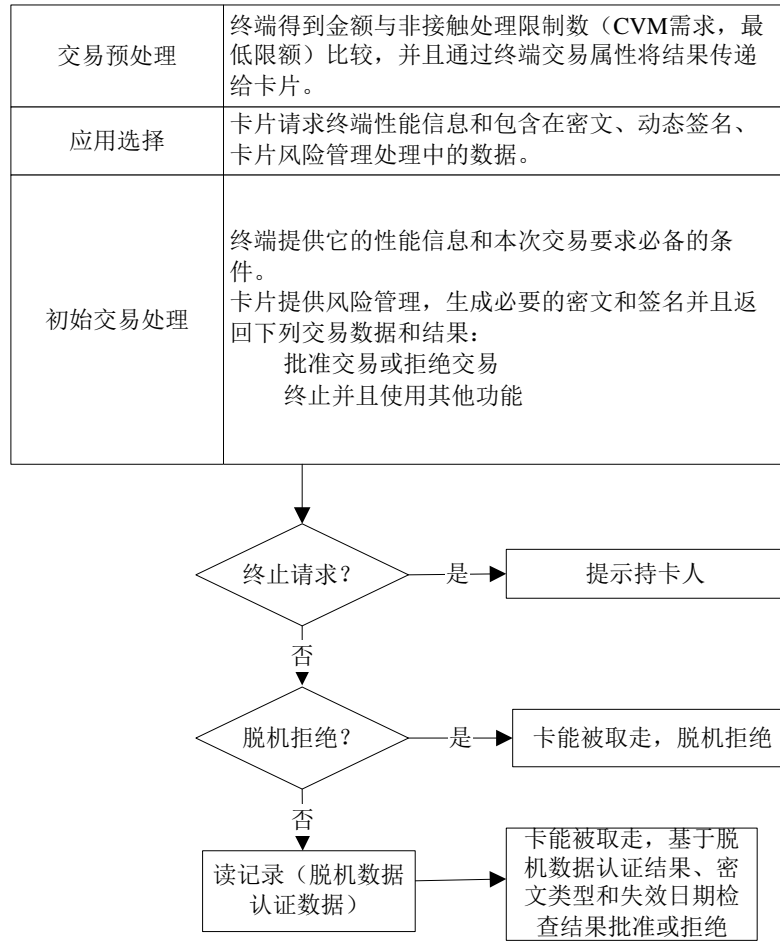 交易预处理
终端得到金额与非接触处理限制数（CVM需求，最
低限额）比较，并且通过终端交易属性将结果传递
给卡片。
应用选择
卡片请求终端性能信息和包含在密文、动态签名、
卡片风险管理处理中的数据。
初始交易处理
终端提供它的性能信息和本次交易要求必备的条
件。
卡片提供风险管理，生成必要的密文和签名并且返
回下列交易数据和结果：
批准交易或拒绝交易
终止并且使用其他功能
终止请求？
是
提示持卡人
否
脱机拒绝？
是
卡能被取走，脱机拒绝
否
读记录（脱机数据
认证数据）
卡能被取走，基于脱
机数据认证结果、密
文类型和失效日期检
查结果批准或拒绝